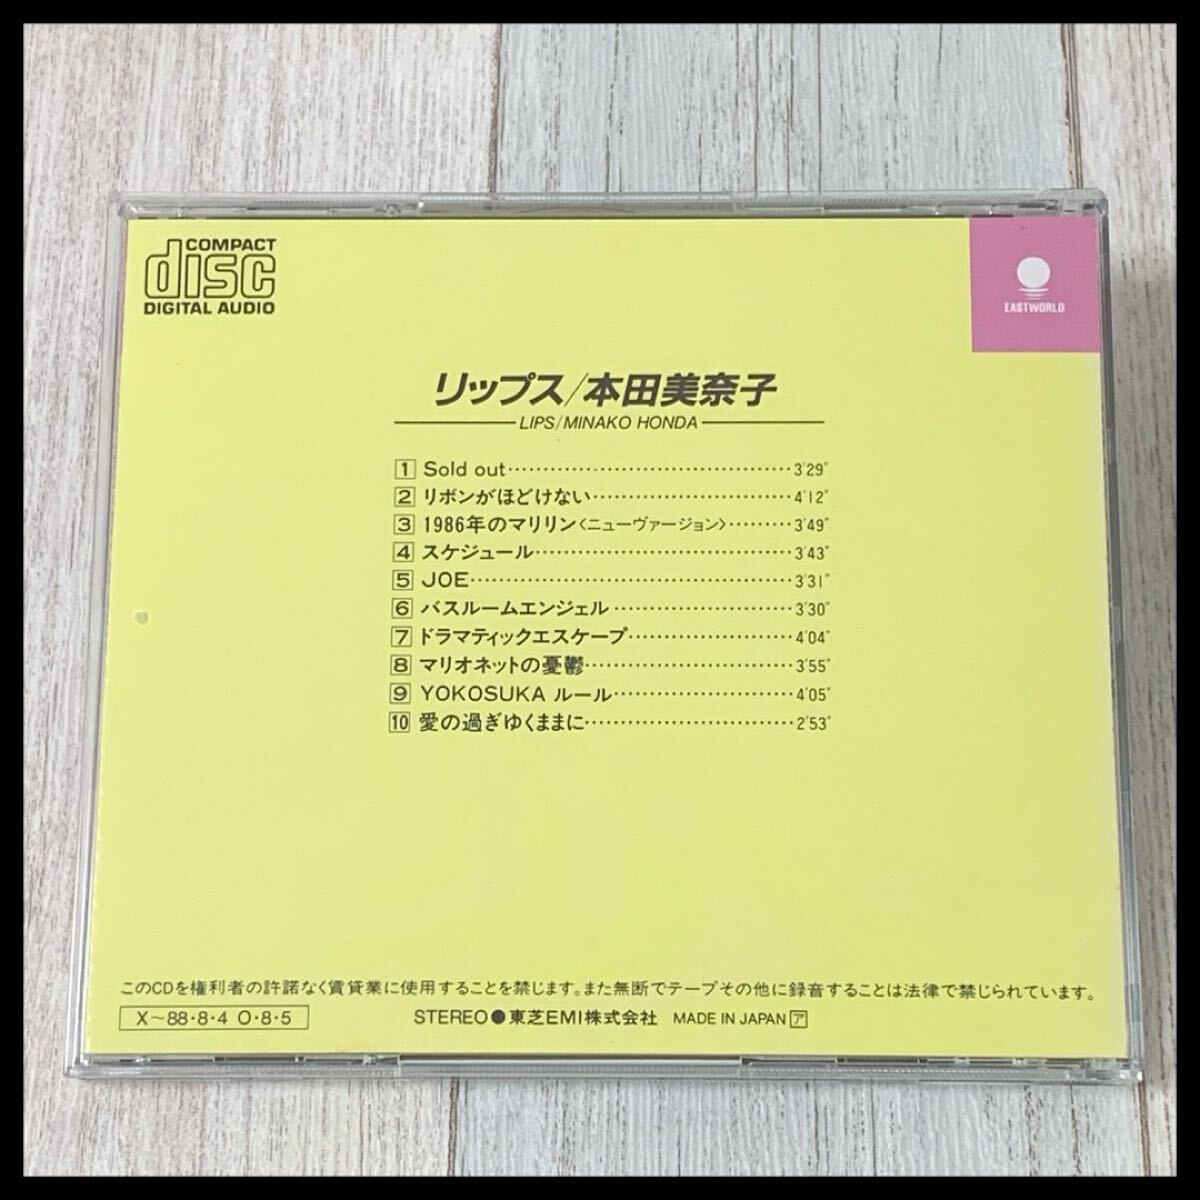 COMPACT
disc
DIGITAL AUDIO
EASTWORLD
リップス/本田美奈子
LIPS/MINAKO HONDA
1 Sold out……………………………………3'29"
2 リボンがほどけない…………………………4'12"
3 1986年のマリリン〈ニューヴァージョン〉………3'49"
4 スケジュール…………………………………3'43"
5 JOE…………………………………………3'31"
6 バスルームエンジェル………………………3'30"
7 ドラマティックエスケープ……………………4'04"
8 マリオネットの憂鬱…………………………3'55"
9 YOKOSUKA ルール………………………4'05"
10 愛の過ぎゆくままに…………………………2'53"
このCDを権利者の許諾なく賃貸業に使用することを禁じます。また無断でテープその他に録音することは法律で禁じられています。
X～88・8・4 O・8・5
STEREO●東芝EMI株式会社 MADE IN JAPAN ア